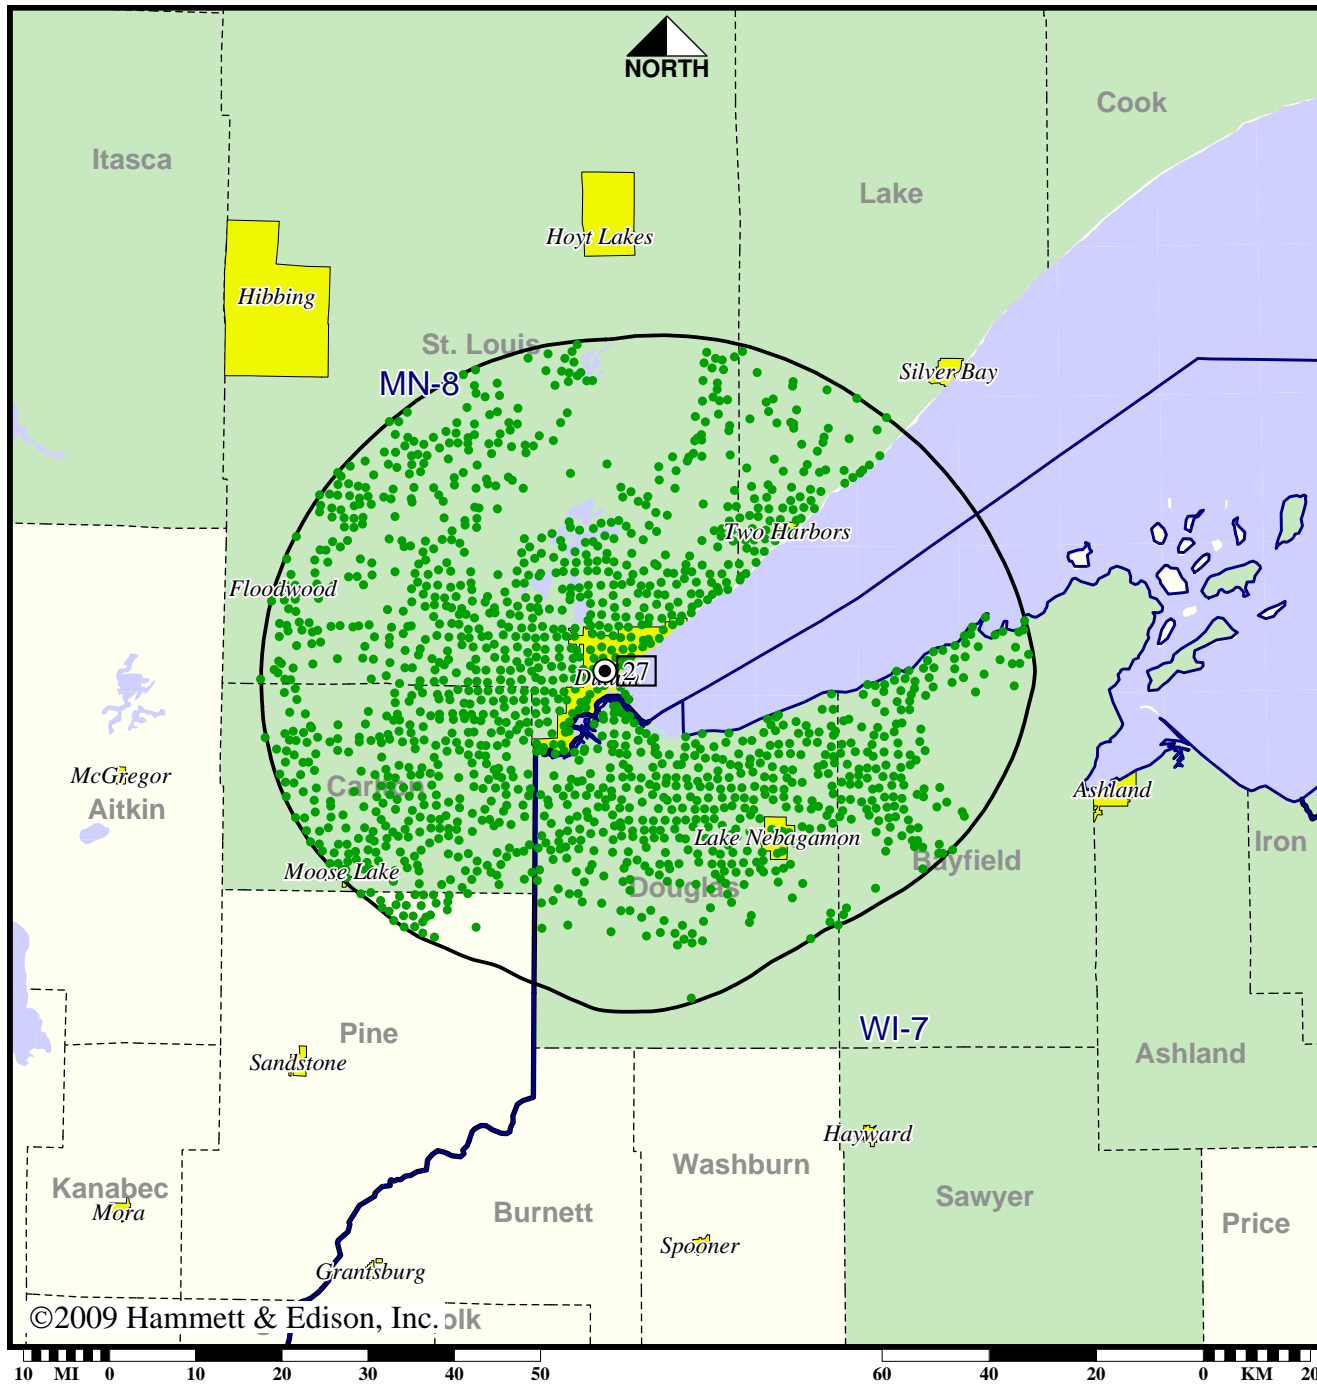 NORTH
Cook
Itasca
Lake
Hoyt Lakes
Hibbing
St. Louis
MN-8
Silver Bay
Two Harbors
Floodwood
27
Duluth
McGregor
Aitkin
Carlton
Ashland
Lake Nebagamon
Iron
Bayfield
Moose Lake
Douglas
WI-7
Pine
Sandstone
Ashland
Hayward
Washburn
Kanabec
Mora
Burnett
Sawyer
Price
Spooner
Grantsburg
©2009 Hammett & Edison, Inc.
olk
10 MI 0 10 20 30 40 50
60 40 20 0 KM 20